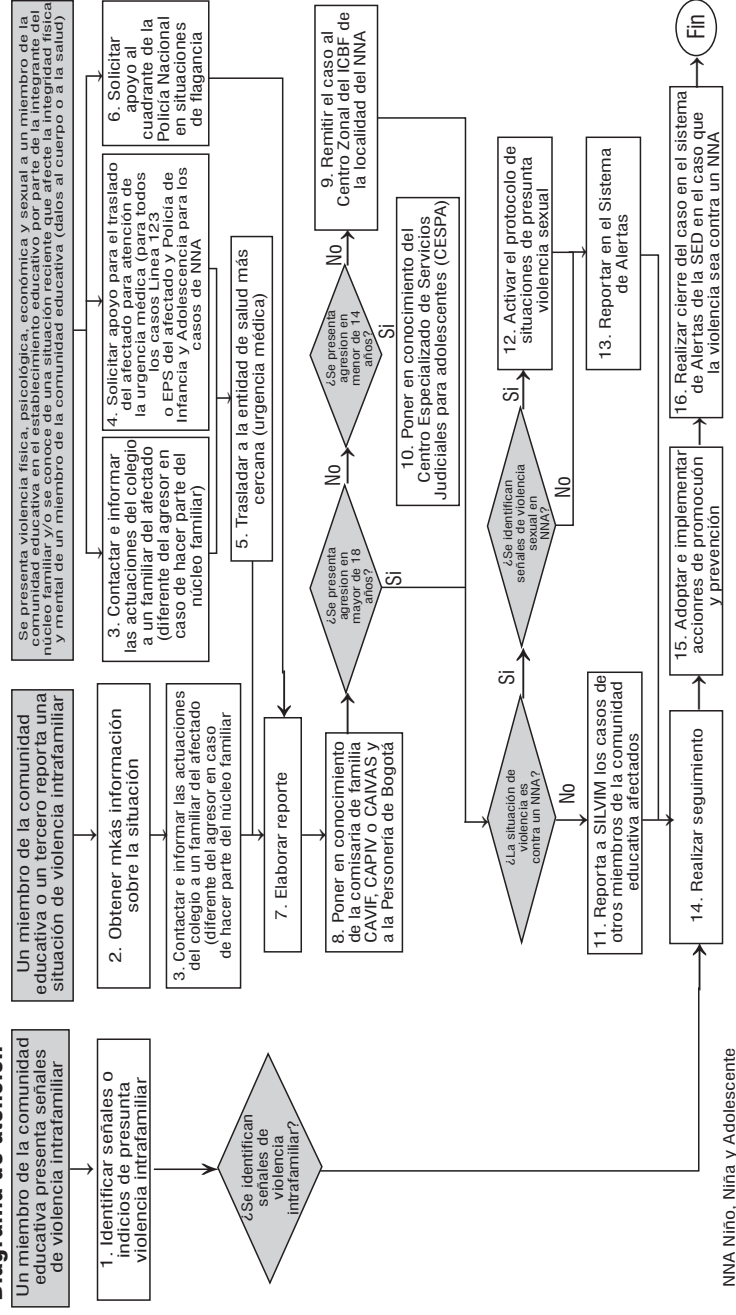 Diagrama de atención
Un miembro de la comunidad
educativa presenta señales
de violencia intrafamiliar
1. Identificar señales o
indicios de presunta
violencia intrafamiliar
¿Se identifican
señales de
violencia
intrafamiliar?
Un miembro de la comunidad
educativa o un tercero reporta una
situación de violencia intrafamiliar
2. Obtener mkás información
sobre la situación
3. Contactar e informar las actuaciones
del colegio a un familiar del afectado
(diferente del agresor en caso
de hacer parte del núcleo familiar
Se presenta violencia física, psicológica, económica y sexual a un miembro de la
comunidad educativa en el establecimiento educativo por parte de la integrante del
núcleo familiar y/o se conoce de una situación reciente que afecte la integridad física
y mental de un miembro de la comunidad educativa (dalos al cuerpo o a la salud)
3. Contactar e informar
las actuaciones del colegio
a un familiar del afectado
(diferente del agresor en
caso de hacer parte del
núcleo familiar)
4. Solicitar apoyo para el traslado
del afectado para atención de
la urgencia médica (para todos
los casos Línea 123
o EPS del afectado y Policía de
Infancia y Adolescencia para los
casos de NNA
6. Solicitar
apoyo al
cuadrante de la
Policía Nacional
en situaciones
de flagancia
5. Trasladar a la entidad de salud más
cercana (urgencia médica)
7. Elaborar reporte
8. Poner en conocimiento
de la comisaria de familia
CAVIF, CAPIV o CAIVAS y
a la Personería de Bogotá
¿Se presenta
agresion en
mayor de 18
años?
No
Si
¿Se presenta
agresion en
menor de 14
años?
No
Si
9. Remitir el caso al
Centro Zonal del ICBF de
la localidad del NNA
10. Poner en conocimiento del
Centro Especializado de Servicios
Judiciales para adolescentes (CESPA)
¿La situación de
violencia es
contra un NNA?
Si
No
¿Se identifican
señales de violencia
sexual en
NNA?
Si
No
12. Activar el protocolo de
situaciones de presunta
violencia sexual
11. Reporta a SILVIM los casos de
otros miembros de la comunidad
educativa afectados
13. Reportar en el Sistema
de Alertas
14. Realizar seguimiento
15. Adoptar e implementar
accionres de promocuón
y prevención
16. Realizar cierre del caso en el sistema
de Alertas de la SED en el caso que
la violencia sea contra un NNA
Fin
NNA Niño, Niña y Adolescente